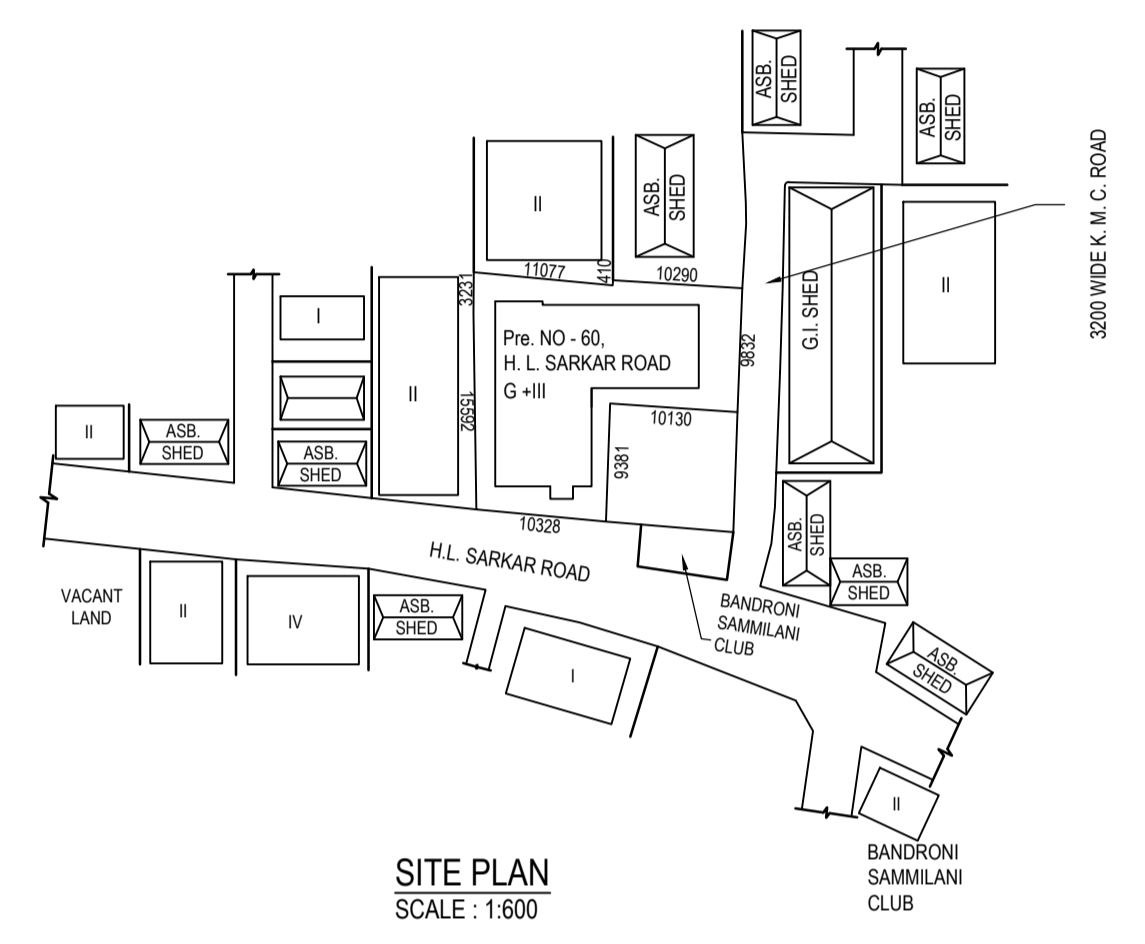 ASB.
SHED
ASB.
SHED
3200 WIDE K. M. C. ROAD
II
ASB.
SHED
11077
410
10290
3231
G.I. SHED
II
I
Pre. NO - 60,
H. L. SARKAR ROAD
G +III
9832
II
15592
10130
II
ASB.
SHED
ASB.
SHED
9381
10328
H.L. SARKAR ROAD
ASB.
SHED
ASB.
SHED
VACANT
LAND
II
IV
ASB.
SHED
BANDRONI
SAMMILANI
CLUB
I
ASB.
SHED
II
BANDRONI
SAMMILANI
CLUB
SITE PLAN
SCALE : 1:600